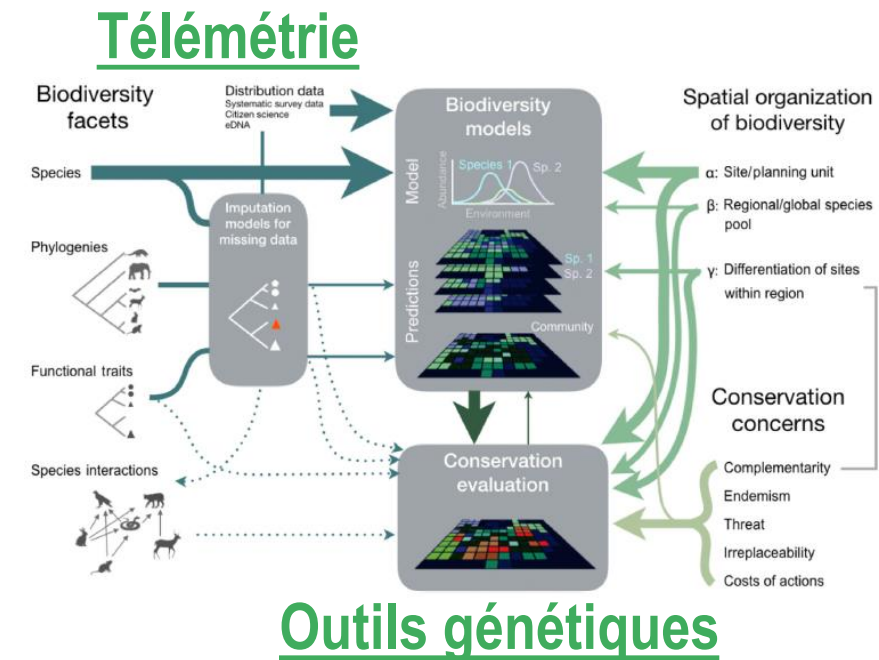 Télémétrie
Biodiversity
facets
Distribution data
Systematic survey data
Citizen science
eDNA
Species
Phylogenies
Functional traits
Species interactions
Imputation
models for
missing data
Biodiversity
models
Model
Abundance
Species 1
Sp. 2
Environment
Predictions
Sp. 1
Sp. 2
Community
Conservation
evaluation
Spatial organization
of biodiversity
α: Site/planning unit
β: Regional/global species
pool
γ: Differentiation of sites
within region
Conservation
concerns
Complementarity
Endemism
Threat
Irreplaceability
Costs of actions
Outils génétiques